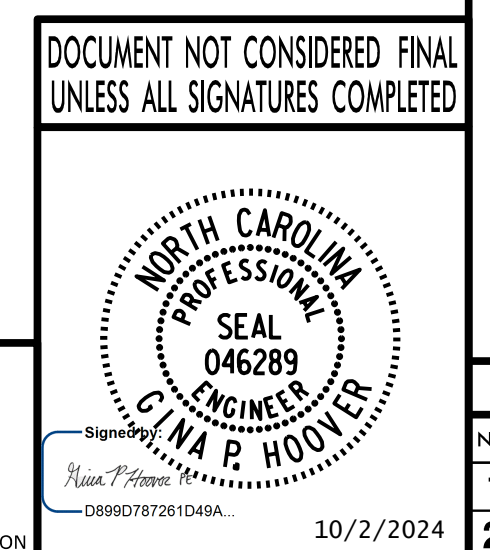 DOCUMENT NOT CONSIDERED FINAL
UNLESS ALL SIGNATURES COMPLETED
NORTH CAROLINA
PROFESSIONAL
SEAL
046289
ENGINEER
GINA P. HOOVER
Signed by:
Gina P Hoover PE
D899D787261D49A...
10/2/2024
ON
N
2